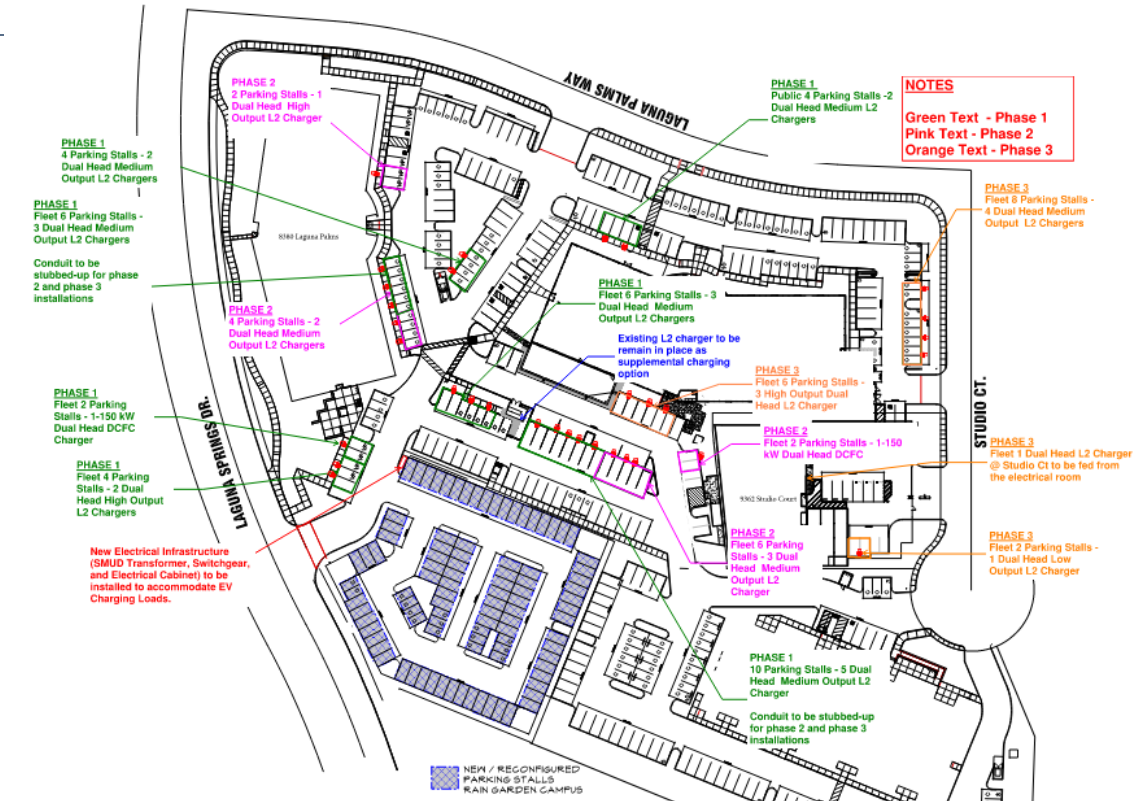 LAGUNA PALMS WAY
PHASE 2
2 Parking Stalls - 1
Dual Head High
Output L2 Charger
PHASE 1
Public 4 Parking Stalls -2
Dual Head Medium L2
Chargers
NOTES
Green Text - Phase 1
Pink Text - Phase 2
Orange Text - Phase 3
PHASE 1
4 Parking Stalls - 2
Dual Head Medium
Output L2 Chargers
PHASE 3
Fleet 8 Parking Stalls -
4 Dual Head Medium
Output L2 Chargers
PHASE 1
Fleet 6 Parking Stalls -
3 Dual Head Medium
Output L2 Chargers
Conduit to be
stubbed-up for phase
2 and phase 3
installations
8380 Laguna Palms
PHASE 1
Fleet 6 Parking Stalls - 3
Dual Head Medium
Output L2 Chargers
PHASE 2
4 Parking Stalls - 2
Dual Head Medium
Output L2 Chargers
Existing L2 charger to be
remain in place as
supplemental charging
option
PHASE 3
Fleet 6 Parking Stalls -
3 High Output Dual
Head L2 Charger
STUDIO CT.
PHASE 1
Fleet 2 Parking
Stalls - 1-150 kW
Dual Head DCFC
Charger
LAGUNA SPRINGS DR.
PHASE 2
Fleet 2 Parking Stalls - 1-150
kW Dual Head DCFC
PHASE 3
Fleet 1 Dual Head L2 Charger
@ Studio Ct to be fed from
the electrical room
PHASE 1
Fleet 4 Parking
Stalls - 2 Dual
Head High Output
L2 Chargers
9362 Studio Court
PHASE 2
Fleet 6 Parking
Stalls - 3 Dual
Head Medium
Output L2
Charger
PHASE 3
Fleet 2 Parking Stalls -
1 Dual Head Low
Output L2 Charger
New Electrical Infrastructure
(SMUD Transformer, Switchgear,
and Electrical Cabinet) to be
installed to accommodate EV
Charging Loads.
PHASE 1
10 Parking Stalls - 5 Dual
Head Medium Output L2
Charger
Conduit to be stubbed-up
for phase 2 and phase 3
installations
NEW / RECONFIGURED
PARKING STALLS
RAIN GARDEN CAMPUS